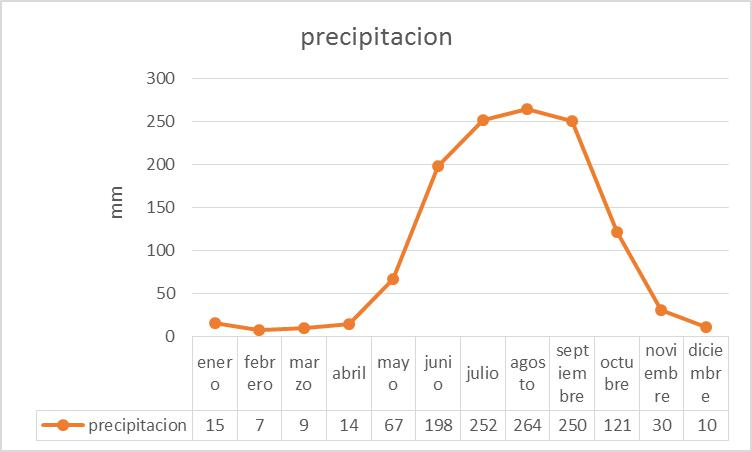 precipitacion
300
250
200
150
100
50
0
mm
ener
o
febr
ero
mar
zo
abril
may
o
juni
o
julio
agos
to
sept
iem
bre
octu
bre
novi
emb
re
dicie
mbr
e
precipitacion 15 7 9 14 67 198 252 264 250 121 30 10